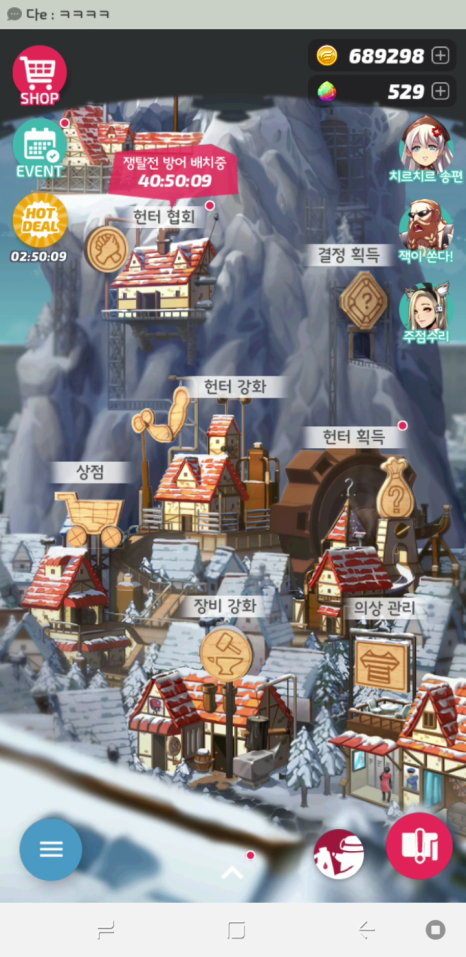 다e : ㅋㅋㅋㅋ
689298
SHOP
529
EVENT
쟁탈전 방어 배치중
40:50:09
치르치르 송편
HOT
DEAL
헌터 협회
잭이 쏜다!
02:50:09
결정 획득
주점수리
헌터 강화
헌터 획득
상점
장비 강화
의상 관리